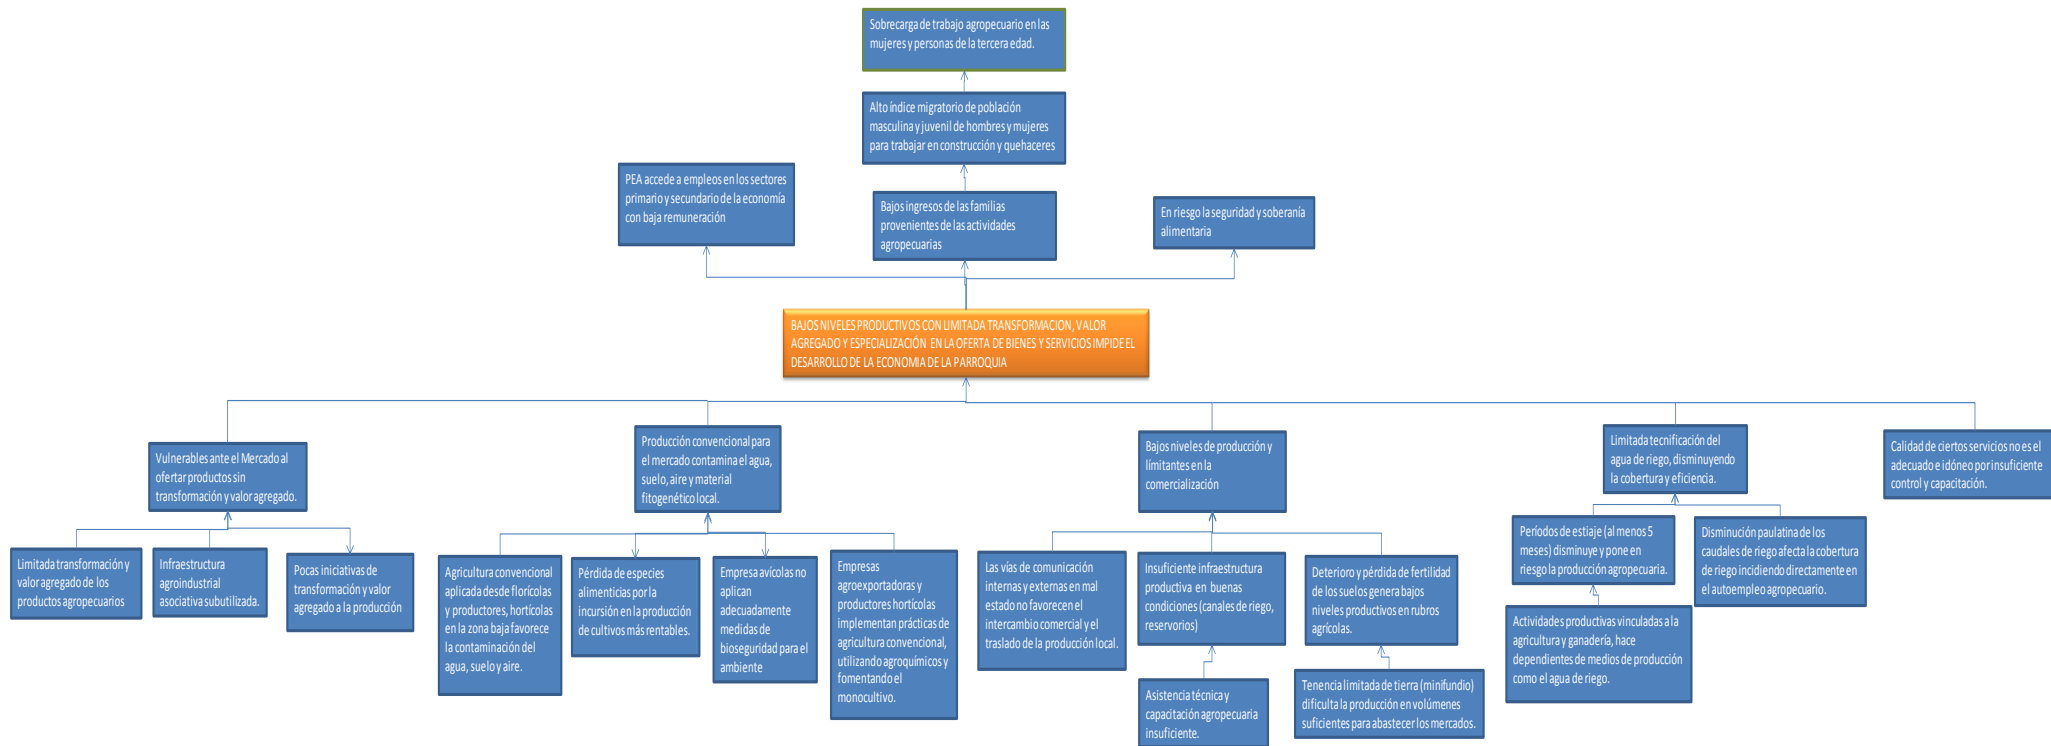 Sobrecarga de trabajo agropecuario en las
mujeres y personas de la tercera edad.
Alto índice migratorio de población
masculina y juvenil de hombres y mujeres
para trabajar en construcción y quehaceres
PEA accede a empleos en los sectores
primario y secundario de la economía
con baja remuneración
Bajos ingresos de las familias
provenientes de las actividades
agropecuarias
En riesgo la seguridad y soberanía
alimentaria
BAJOS NIVELES PRODUCTIVOS CON LIMITADA TRANSFORMACION, VALOR
AGREGADO Y ESPECIALIZACIÓN EN LA OFERTA DE BIENES Y SERVICIOS IMPIDE EL
DESARROLLO DE LA ECONOMIA DE LA PARROQUIA
Vulnerables ante el Mercado al
ofertar productos sin
transformación y valor agregado.
Producción convencional para
el mercado contamina el agua,
suelo, aire y material
fitogenético local.
Bajos niveles de producción y
límitantes en la
comercialización
Limitada tecnificación del
agua de riego, disminuyendo
la cobertura y eficiencia.
Calidad de ciertos servicios no es el
adecuado e idóneo por insuficiente
control y capacitación.
Limitada transformación y
valor agregado de los
productos agropecuarios
Infraestructura
agroindustrial
asociativa subutilizada.
Pocas iniciativas de
transformación y valor
agregado a la producción
Agricultura convencional
aplicada desde florícolas
y productores, hortícolas
en la zona baja favorece
la contaminación del
agua, suelo y aire.
Pérdida de especies
alimenticias por la
incursión en la producción
de cultivos más rentables.
Empresa avícolas no
aplican
adecuadamente
medidas de
bioseguridad para el
ambiente
Empresas
agroexportadoras y
productores hortícolas
implementan prácticas de
agricultura convencional,
utilizando agroquímicos y
fomentando el
monocultivo.
Las vías de comunicación
internas y externas en mal
estado no favorecen el
intercambio comercial y el
traslado de la producción local.
Insuficiente infraestructura
productiva en buenas
condiciones (canales de riego,
reservorios)
Asistencia técnica y
capacitación agropecuaria
insuficiente.
Deterioro y pérdida de fertilidad
de los suelos genera bajos
niveles productivos en rubros
agrícolas.
Tenencia limitada de tierra (minifundio)
dificulta la producción en volúmenes
suficientes para abastecer los mercados.
Períodos de estiaje (al menos 5
meses) disminuye y pone en
riesgo la producción agropecuaria.
Actividades productivas vinculadas a la
agricultura y ganadería, hace
dependientes de medios de producción
como el agua de riego.
Disminución paulatina de los
caudales de riego afecta la cobertura
de riego incidiendo directamente en
el autoempleo agropecuario.